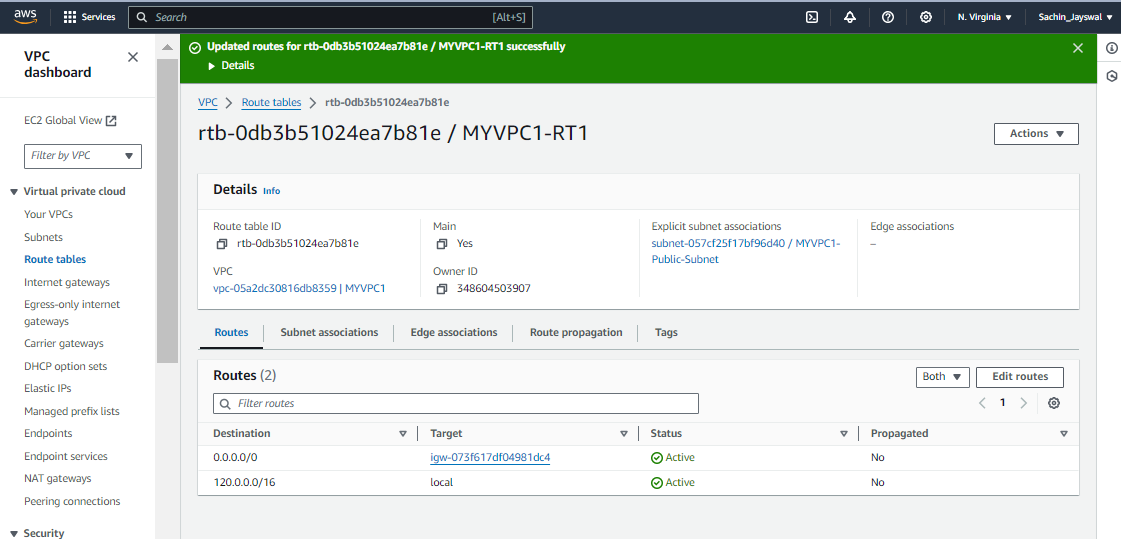 aws
Services
Search
[Alt+S]
N. Virginia
Sachin_Jayswal
VPC
dashboard
EC2 Global View
Filter by VPC
Virtual private cloud
Your VPCs
Subnets
Route tables
Internet gateways
Egress-only internet
gateways
Carrier gateways
DHCP option sets
Elastic IPs
Managed prefix lists
Endpoints
Endpoint services
NAT gateways
Peering connections
Security
Updated routes for rtb-0db3b51024ea7b81e / MYVPC1-RT1 successfully
Details
VPC
Route tables
rtb-0db3b51024ea7b81e
rtb-0db3b51024ea7b81e / MYVPC1-RT1
Actions
Details Info
Route table ID
rtb-0db3b51024ea7b81e
Main
Yes
Explicit subnet associations
subnet-057cf25f17bf96d40 / MYVPC1-
Public-Subnet
Edge associations
–
VPC
vpc-05a2dc30816db8359 | MYVPC1
Owner ID
348604503907
Routes
Subnet associations
Edge associations
Route propagation
Tags
Routes (2)
Both
Edit routes
Filter routes
1
Destination
Target
Status
Propagated
0.0.0.0/0
igw-073f617df04981dc4
Active
No
120.0.0.0/16
local
Active
No